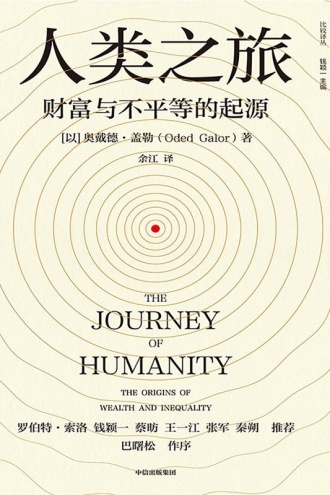 比较译丛
钱颖一 主编
人类之旅
财富与不平等的起源
[以] 奥戴德·盖勒（Oded Galor）著
余江 译
THE
JOURNEY
OF
HUMANITY
THE ORIGINS OF
WEALTH AND INEQUALITY
罗伯特·索洛 钱颖一 蔡昉 王一江 张军 秦朔 推荐
巴曙松 作序
中信出版集团